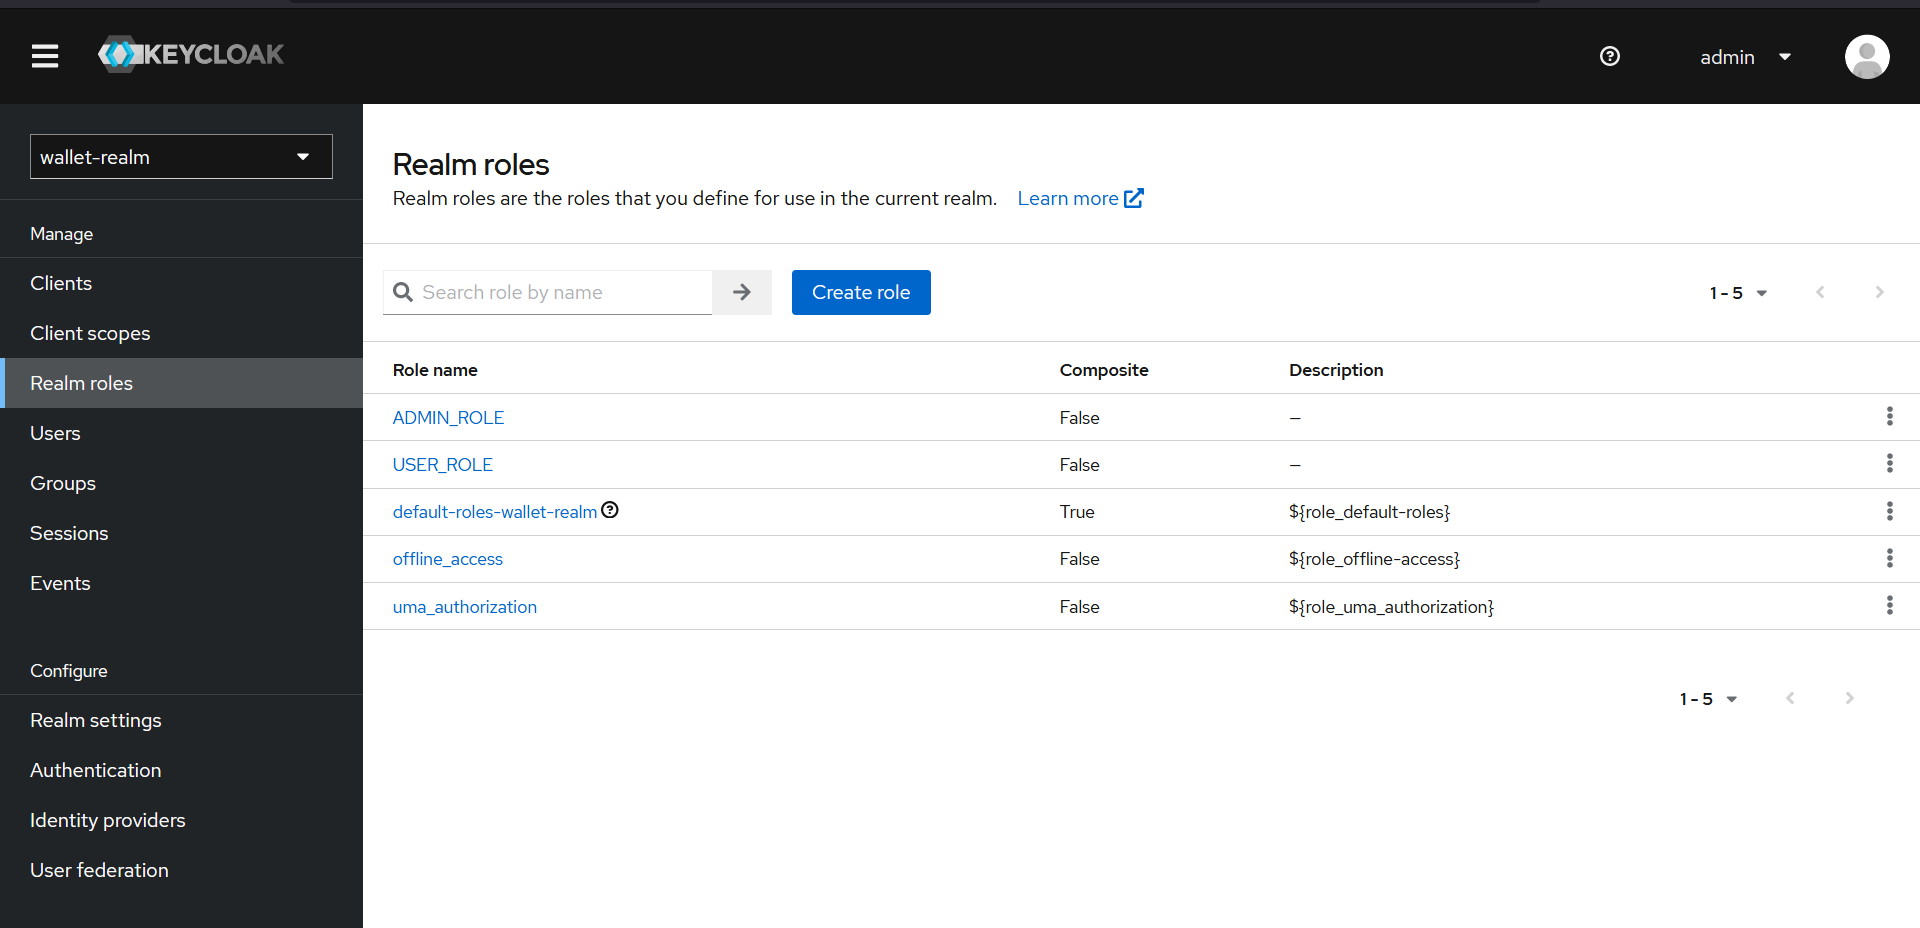 KEYCLOAK
admin
wallet-realm
Manage
Clients
Client scopes
Realm roles
Users
Groups
Sessions
Events
Configure
Realm settings
Authentication
Identity providers
User federation
Realm roles
Realm roles are the roles that you define for use in the current realm. Learn more
Search role by name
Create role
1 - 5
Role name Composite Description
ADMIN_ROLE False –
USER_ROLE False –
default-roles-wallet-realm True ${role_default-roles}
offline_access False ${role_offline-access}
uma_authorization False ${role_uma_authorization}
1 - 5